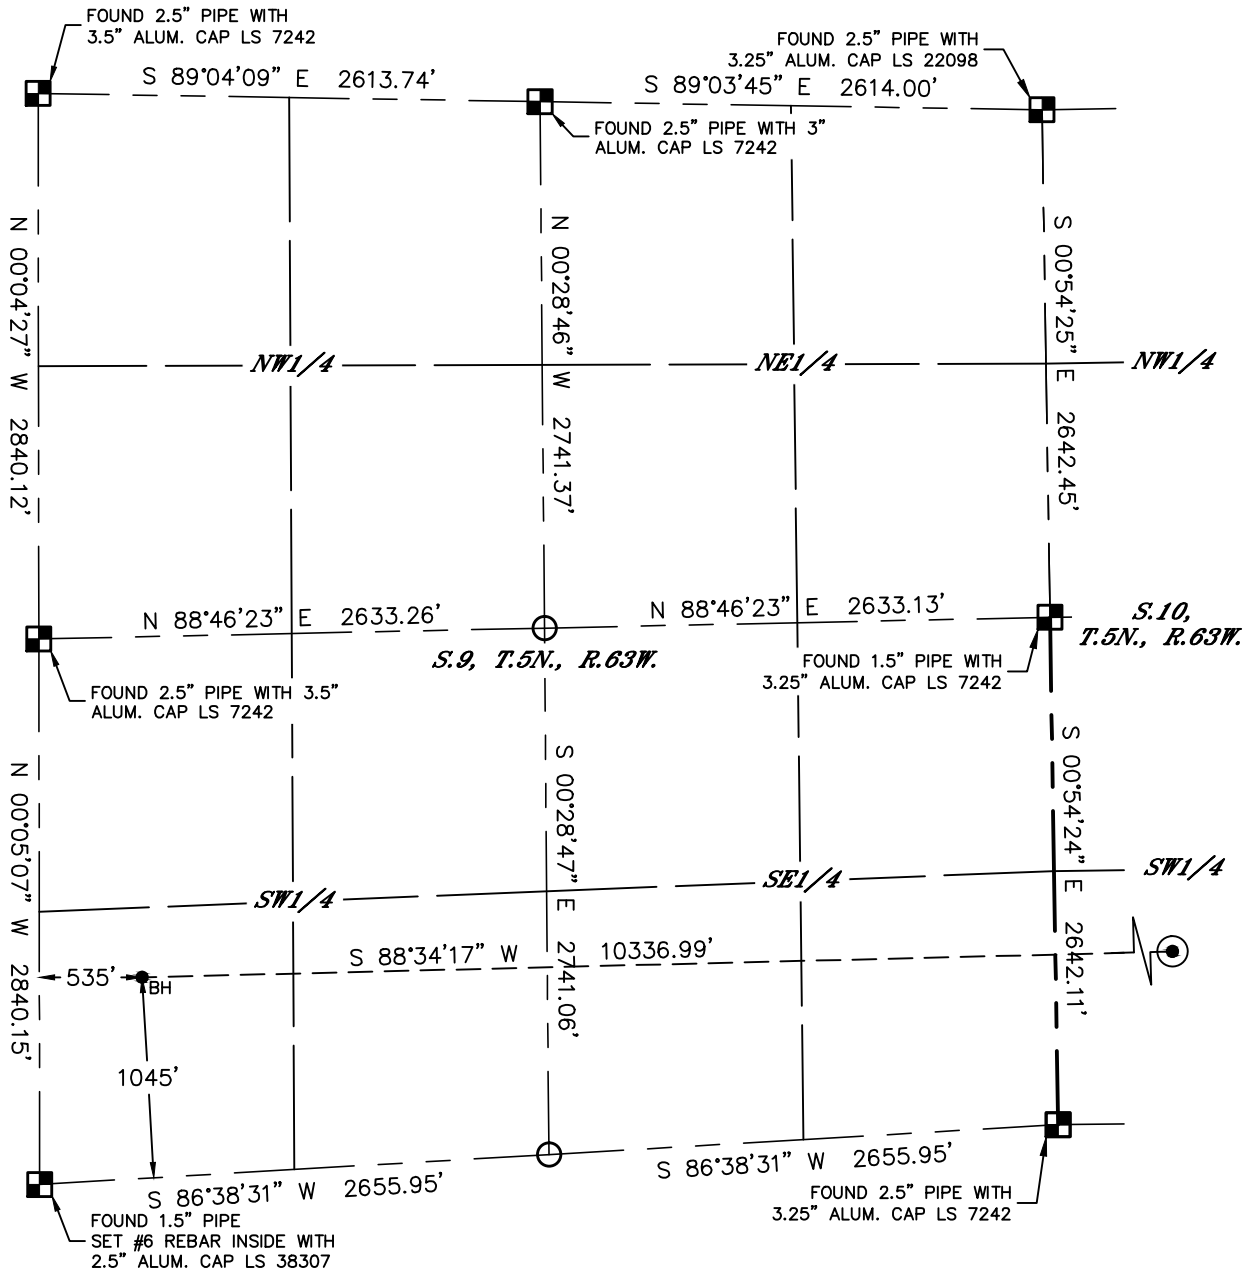 FOUND 2.5" PIPE WITH
3.5" ALUM. CAP LS 7242
FOUND 2.5" PIPE WITH
3.25" ALUM. CAP LS 22098
S 89°04'09" E 2613.74'
S 89°03'45" E 2614.00'
FOUND 2.5" PIPE WITH 3"
ALUM. CAP LS 7242
N 00°04'27" W 2840.12'
N 00°28'46" W 2741.37'
S 00°54'25" E 2642.45'
NW1/4
NE1/4
NW1/4
N 88°46'23" E 2633.26'
N 88°46'23" E 2633.13'
S.10,
T.5N., R.63W.
S.9, T.5N., R.63W.
FOUND 1.5" PIPE WITH
3.25" ALUM. CAP LS 7242
FOUND 2.5" PIPE WITH 3.5"
ALUM. CAP LS 7242
N 00°05'07" W 2840.15'
S 00°28'47" E 2741.06'
S 00°54'24" E 2642.11'
SW1/4
SE1/4
SW1/4
S 88°34'17" W 10336.99'
535'
BH
1045'
S 86°38'31" W 2655.95'
S 86°38'31" W 2655.95'
FOUND 2.5" PIPE WITH
3.25" ALUM. CAP LS 7242
FOUND 1.5" PIPE
SET #6 REBAR INSIDE WITH
2.5" ALUM. CAP LS 38307